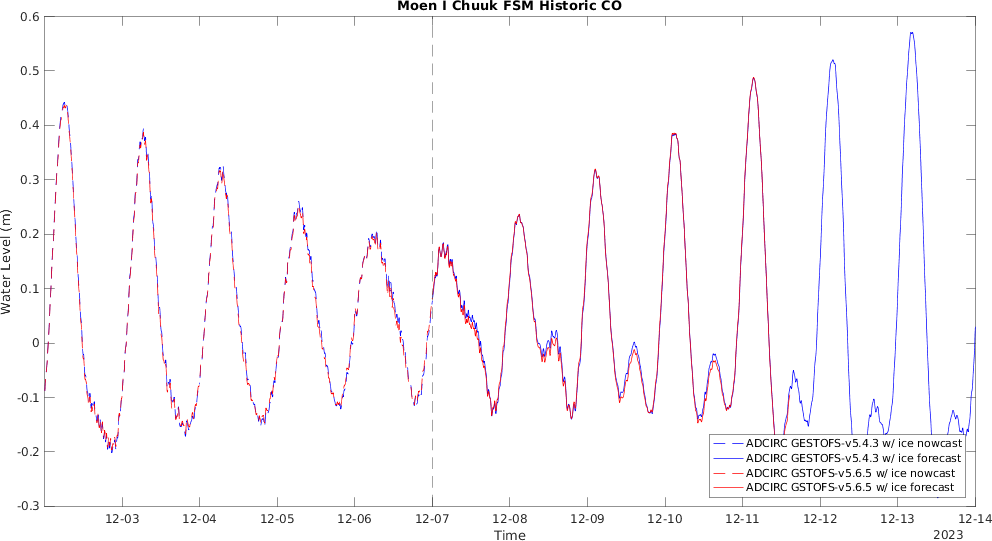 Moen I Chuuk FSM Historic CO
0.6
0.5
0.4
0.3
0.2
0.1
0
-0.1
-0.2
-0.3
Water Level (m)
ADCIRC GESTOFS-v5.4.3 w/ ice nowcast
ADCIRC GESTOFS-v5.4.3 w/ ice forecast
ADCIRC GSTOFS-v5.6.5 w/ ice nowcast
ADCIRC GSTOFS-v5.6.5 w/ ice forecast
12-03 12-04 12-05 12-06 12-07 12-08 12-09 12-10 12-11 12-12 12-13 12-14
Time
2023